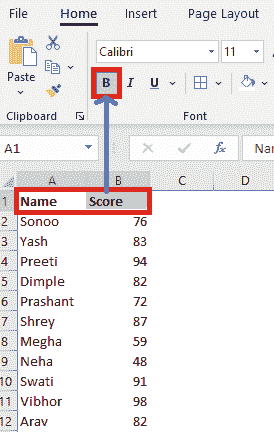 File Home Insert Page Layout
Paste
Calibri 11
B I U
Clipboard Font
A1
A B C D
1 Name Score
2 Sonoo 76
3 Yash 83
4 Preeti 94
5 Dimple 82
6 Prashant 72
7 Shrey 87
8 Megha 59
9 Neha 48
10 Swati 91
11 Vibhor 98
12 Arav 82